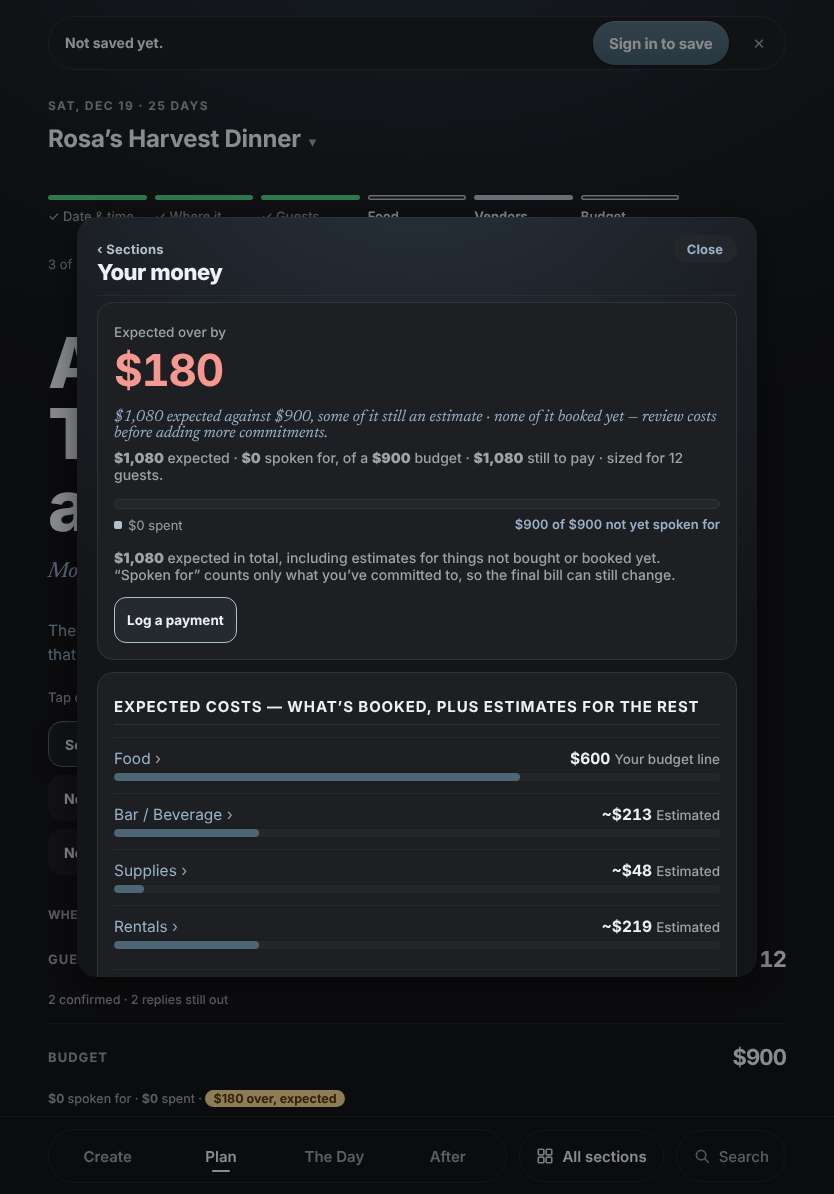 Not saved yet.
Sign in to save
×
SAT, DEC 19 · 25 DAYS
Rosa's Harvest Dinner ▾
✓ Date & time
✓ Where it
✓ Guests
Food
Vendors
Budget
3 of
‹ Sections
Close
Your money
Expected over by
$180
$1,080 expected against $900, some of it still an estimate · none of it booked yet – review costs
before adding more commitments.
$1,080 expected · $0 spoken for, of a $900 budget · $1,080 still to pay · sized for 12
guests.
$0 spent
$900 of $900 not yet spoken for
$1,080 expected in total, including estimates for things not bought or booked yet.
“Spoken for” counts only what you’ve committed to, so the final bill can still change.
Log a payment
EXPECTED COSTS — WHAT’S BOOKED, PLUS ESTIMATES FOR THE REST
Food ›
$600 Your budget line
Bar / Beverage ›
~$213 Estimated
Supplies ›
~$48 Estimated
Rentals ›
~$219 Estimated
The
that
Tap
12
2 confirmed · 2 replies still out
BUDGET
$900
$0 spoken for · $0 spent · $180 over, expected
Create
Plan
The Day
After
All sections
Search